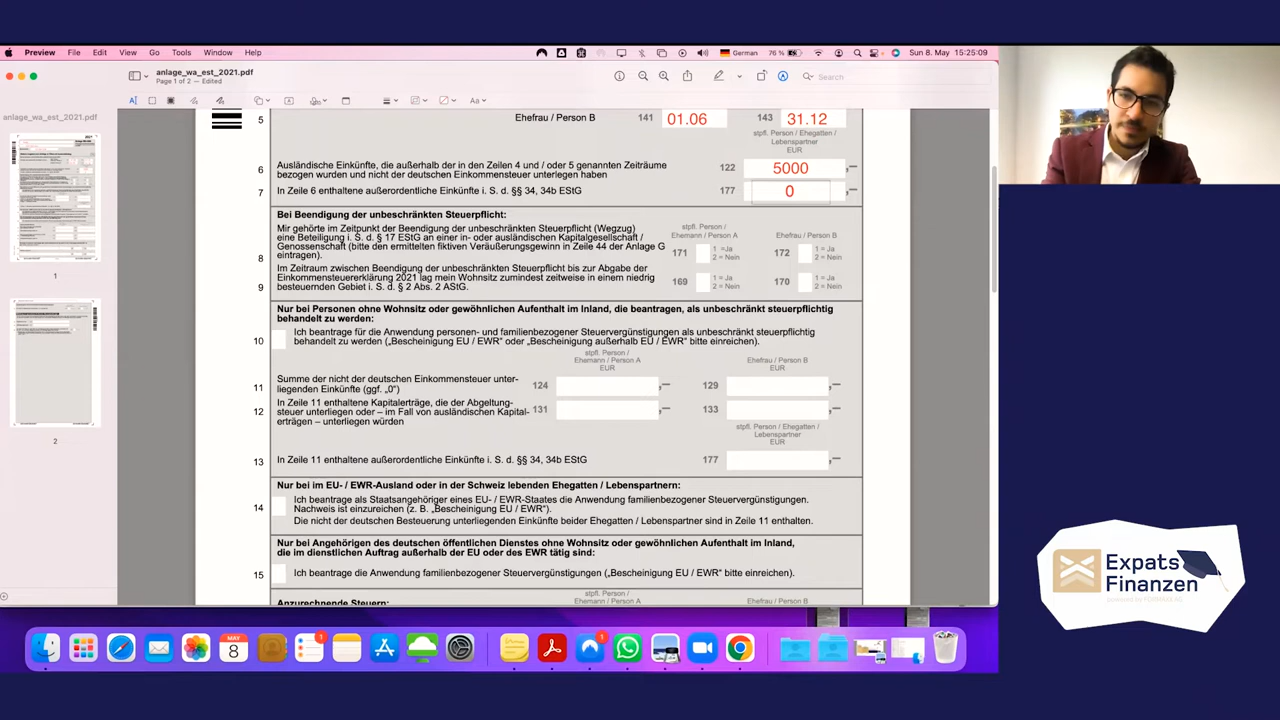 Preview File Edit View Go Tools Window Help
German 76 % Sun 8. May 15:25:09
anlage_wa_est_2021.pdf
Page 1 of 2 — Edited
Search
Aa
anlage_wa_est_2021.pdf
1
2
5 Ehefrau / Person B 141 01.06 143 31.12
stpfl. Person / Ehegatten /
Lebenspartner
EUR
6 Ausländische Einkünfte, die außerhalb der in den Zeilen 4 und / oder 5 genannten Zeiträume
bezogen wurden und nicht der deutschen Einkommensteuer unterlegen haben 122 5000 ,—
7 In Zeile 6 enthaltene außerordentliche Einkünfte i. S. d. §§ 34, 34b EStG 177 0 ,—
Bei Beendigung der unbeschränkten Steuerpflicht:
stpfl. Person /
Ehemann / Person A Ehefrau / Person B
Mir gehörte im Zeitpunkt der Beendigung der unbeschränkten Steuerpflicht (Wegzug)
eine Beteiligung i. S. d. § 17 EStG an einer in- oder ausländischen Kapitalgesellschaft /
Genossenschaft (bitte den ermittelten fiktiven Veräußerungsgewinn in Zeile 44 der Anlage G
8 eintragen). 171 1 = Ja 2 = Nein 172 1 = Ja 2 = Nein
Im Zeitraum zwischen Beendigung der unbeschränkten Steuerpflicht bis zur Abgabe der
Einkommensteuererklärung 2021 lag mein Wohnsitz zumindest zeitweise in einem niedrig
9 besteuernden Gebiet i. S. d. § 2 Abs. 2 AStG. 169 1 = Ja 2 = Nein 170 1 = Ja 2 = Nein
Nur bei Personen ohne Wohnsitz oder gewöhnlichen Aufenthalt im Inland, die beantragen, als unbeschränkt steuerpflichtig
behandelt zu werden:
10 Ich beantrage für die Anwendung personen- und familienbezogener Steuervergünstigungen als unbeschränkt steuerpflichtig
behandelt zu werden („Bescheinigung EU / EWR“ oder „Bescheinigung außerhalb EU / EWR“ bitte einreichen).
stpfl. Person /
Ehemann / Person A Ehefrau / Person B
EUR EUR
11 Summe der nicht der deutschen Einkommensteuer unter-
liegenden Einkünfte (ggf. „0“) 124 ,— 129 ,—
12 In Zeile 11 enthaltene Kapitalerträge, die der Abgeltung-
steuer unterliegen oder – im Fall von ausländischen Kapital-
erträgen – unterliegen würden 131 ,— 133 ,—
stpfl. Person / Ehegatten /
Lebenspartner
EUR
13 In Zeile 11 enthaltene außerordentliche Einkünfte i. S. d. §§ 34, 34b EStG 177 ,—
Nur bei im EU- / EWR-Ausland oder in der Schweiz lebenden Ehegatten / Lebenspartnern:
14 Ich beantrage als Staatsangehöriger eines EU- / EWR-Staates die Anwendung familienbezogener Steuervergünstigungen.
Nachweis ist einzureichen (z. B. „Bescheinigung EU / EWR“).
Die nicht der deutschen Besteuerung unterliegenden Einkünfte beider Ehegatten / Lebenspartner sind in Zeile 11 enthalten.
Nur bei Angehörigen des deutschen öffentlichen Dienstes ohne Wohnsitz oder gewöhnlichen Aufenthalt im Inland,
die im dienstlichen Auftrag außerhalb der EU oder des EWR tätig sind:
15 Ich beantrage die Anwendung familienbezogener Steuervergünstigungen („Bescheinigung EU / EWR“ bitte einreichen).
stpfl. Person /
Anzurechnende Steuern: Ehemann / Person A Ehefrau / Person B
MAY
8
1
1
Expats
Finanzen